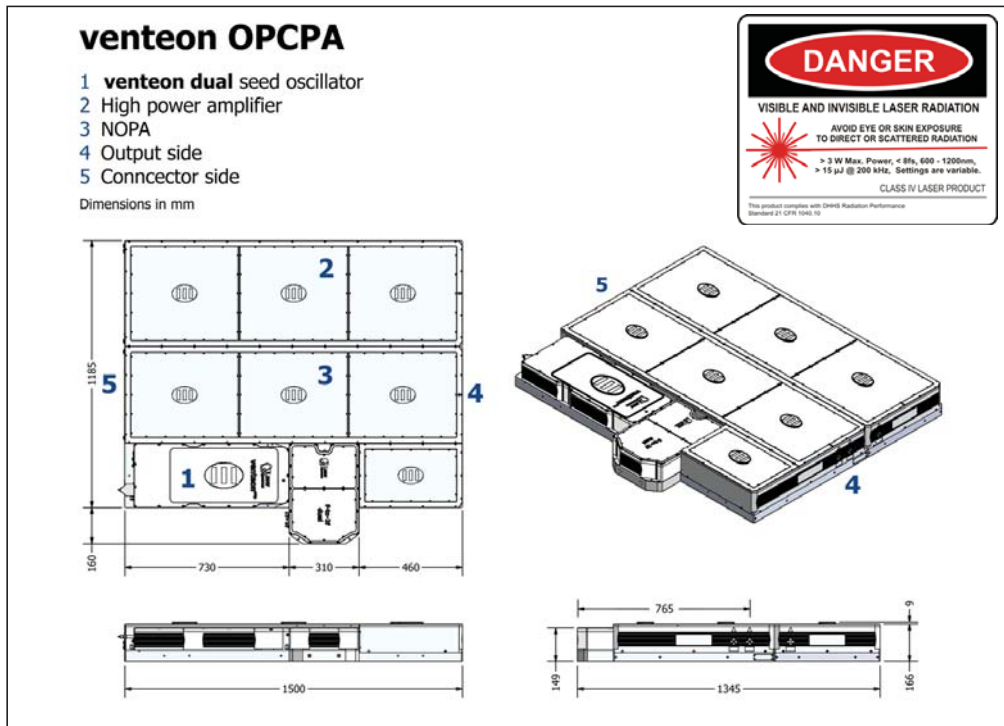 venteon OPCPA
1 venteon dual seed oscillator
2 High power amplifier
3 NOPA
4 Output side
5 Conncector side
Dimensions in mm
DANGER
VISIBLE AND INVISIBLE LASER RADIATION
AVOID EYE OR SKIN EXPOSURE
TO DIRECT OR SCATTERED RADIATION
> 3 W Max. Power, < 8fs, 600 - 1200nm,
> 15 µJ @ 200 kHz, Settings are variable.
CLASS IV LASER PRODUCT
This product complies with DHHS Radiation Performance
Standard 21 CFR 1040.10
2
5
3
4
1
1185
160
730
310
460
5
4
1500
765
9
149
166
1345